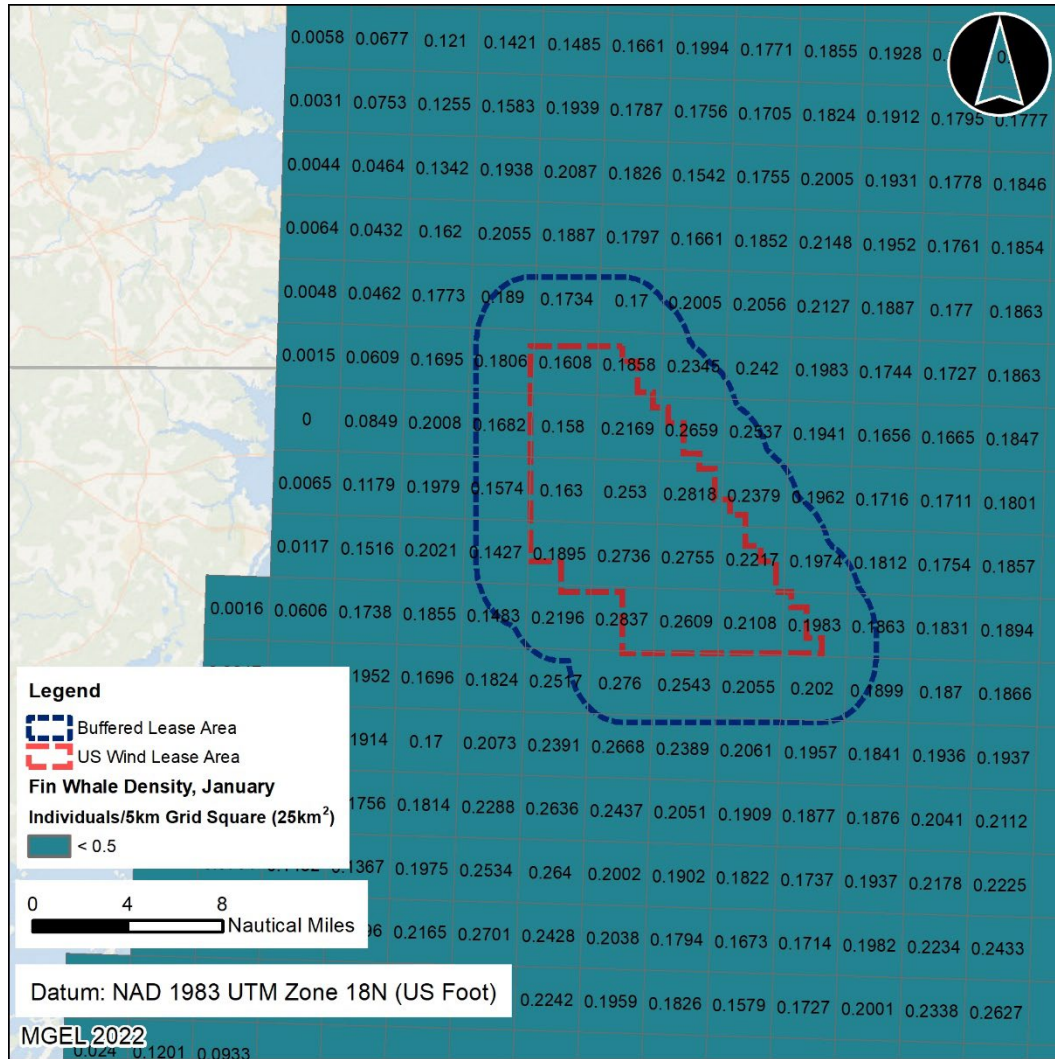 0.0058 0.0677 0.121 0.1421 0.1485 0.1661 0.1994 0.1771 0.1855 0.1928
0.0031 0.0753 0.1255 0.1583 0.1939 0.1787 0.1756 0.1705 0.1824 0.1912 0.1795 0.1777
0.0044 0.0464 0.1342 0.1938 0.2087 0.1826 0.1542 0.1755 0.2005 0.1931 0.1778 0.1846
0.0064 0.0432 0.162 0.2055 0.1887 0.1797 0.1661 0.1852 0.2148 0.1952 0.1761 0.1854
0.0048 0.0462 0.1773 0.189 0.1734 0.17 0.2005 0.2056 0.2127 0.1887 0.177 0.1863
0.0015 0.0609 0.1695 0.1806 0.1608 0.1858 0.2345 0.242 0.1983 0.1744 0.1727 0.1863
0 0.0849 0.2008 0.1682 0.158 0.2169 0.2659 0.2537 0.1941 0.1656 0.1665 0.1847
0.0065 0.1179 0.1979 0.1574 0.163 0.253 0.2818 0.2379 0.1962 0.1716 0.1711 0.1801
0.0117 0.1516 0.2021 0.1427 0.1895 0.2736 0.2755 0.2217 0.1974 0.1812 0.1754 0.1857
0.0016 0.0606 0.1738 0.1855 0.1483 0.2196 0.2837 0.2609 0.2108 0.1983 0.1863 0.1831 0.1894
1952 0.1696 0.1824 0.2517 0.276 0.2543 0.2055 0.202 0.1899 0.187 0.1866
1914 0.17 0.2073 0.2391 0.2668 0.2389 0.2061 0.1957 0.1841 0.1936 0.1937
1756 0.1814 0.2288 0.2636 0.2437 0.2051 0.1909 0.1877 0.1876 0.2041 0.2112
0.1367 0.1975 0.2534 0.264 0.2002 0.1902 0.1822 0.1737 0.1937 0.2178 0.2225
96 0.2165 0.2701 0.2428 0.2038 0.1794 0.1673 0.1714 0.1982 0.2234 0.2433
0.2242 0.1959 0.1826 0.1579 0.1727 0.2001 0.2338 0.2627
0.024 0.1201 0.0933
Legend
Buffered Lease Area
US Wind Lease Area
Fin Whale Density, January
Individuals/5km Grid Square (25km²)
< 0.5
0 4 8
Nautical Miles
Datum: NAD 1983 UTM Zone 18N (US Foot)
MGEL 2022